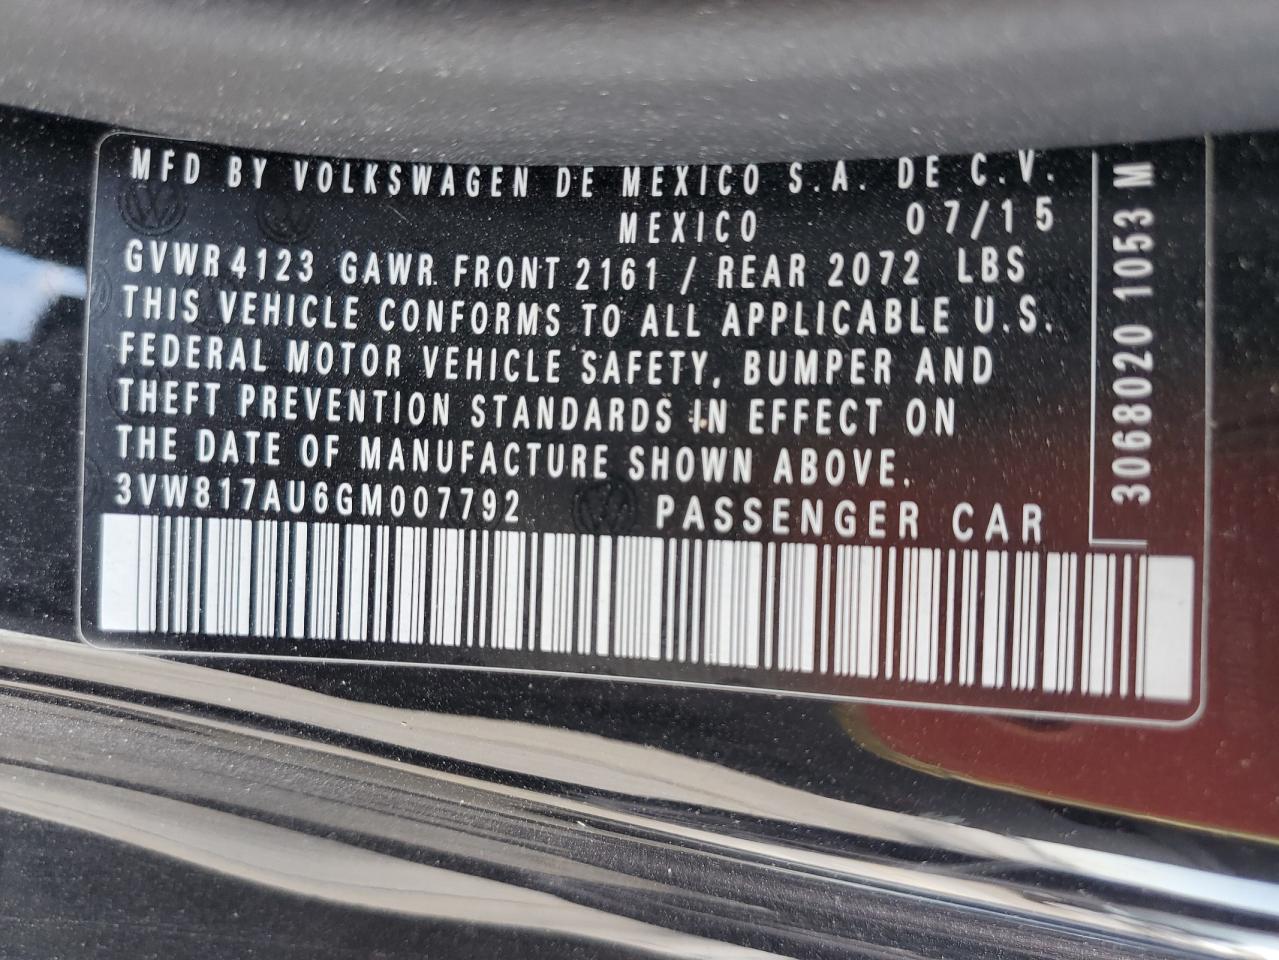 MFD BY VOLKSWAGEN DE MEXICO S.A. DE C.V.
MEXICO 07/15
GVWR 4123 GAWR FRONT 2161 / REAR 2072 LBS
THIS VEHICLE CONFORMS TO ALL APPLICABLE U.S.
FEDERAL MOTOR VEHICLE SAFETY, BUMPER AND
THEFT PREVENTION STANDARDS IN EFFECT ON
THE DATE OF MANUFACTURE SHOWN ABOVE.
3VW817AU6GM007792 PASSENGER CAR
3068020 1053 M